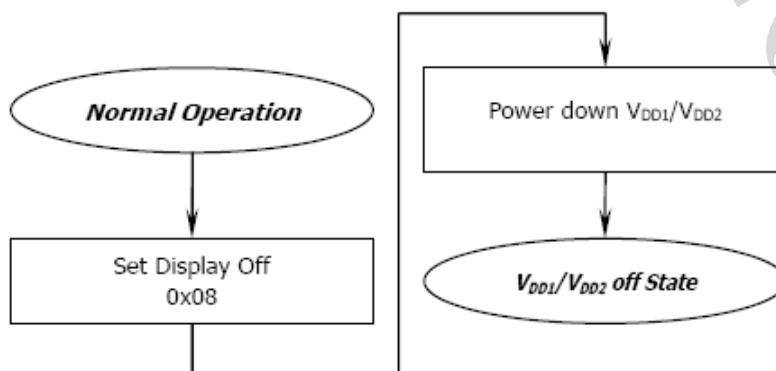 Normal Operation
Set Display Off
0x08
Power down VDD1/VDD2
VDD1/VDD2 off State